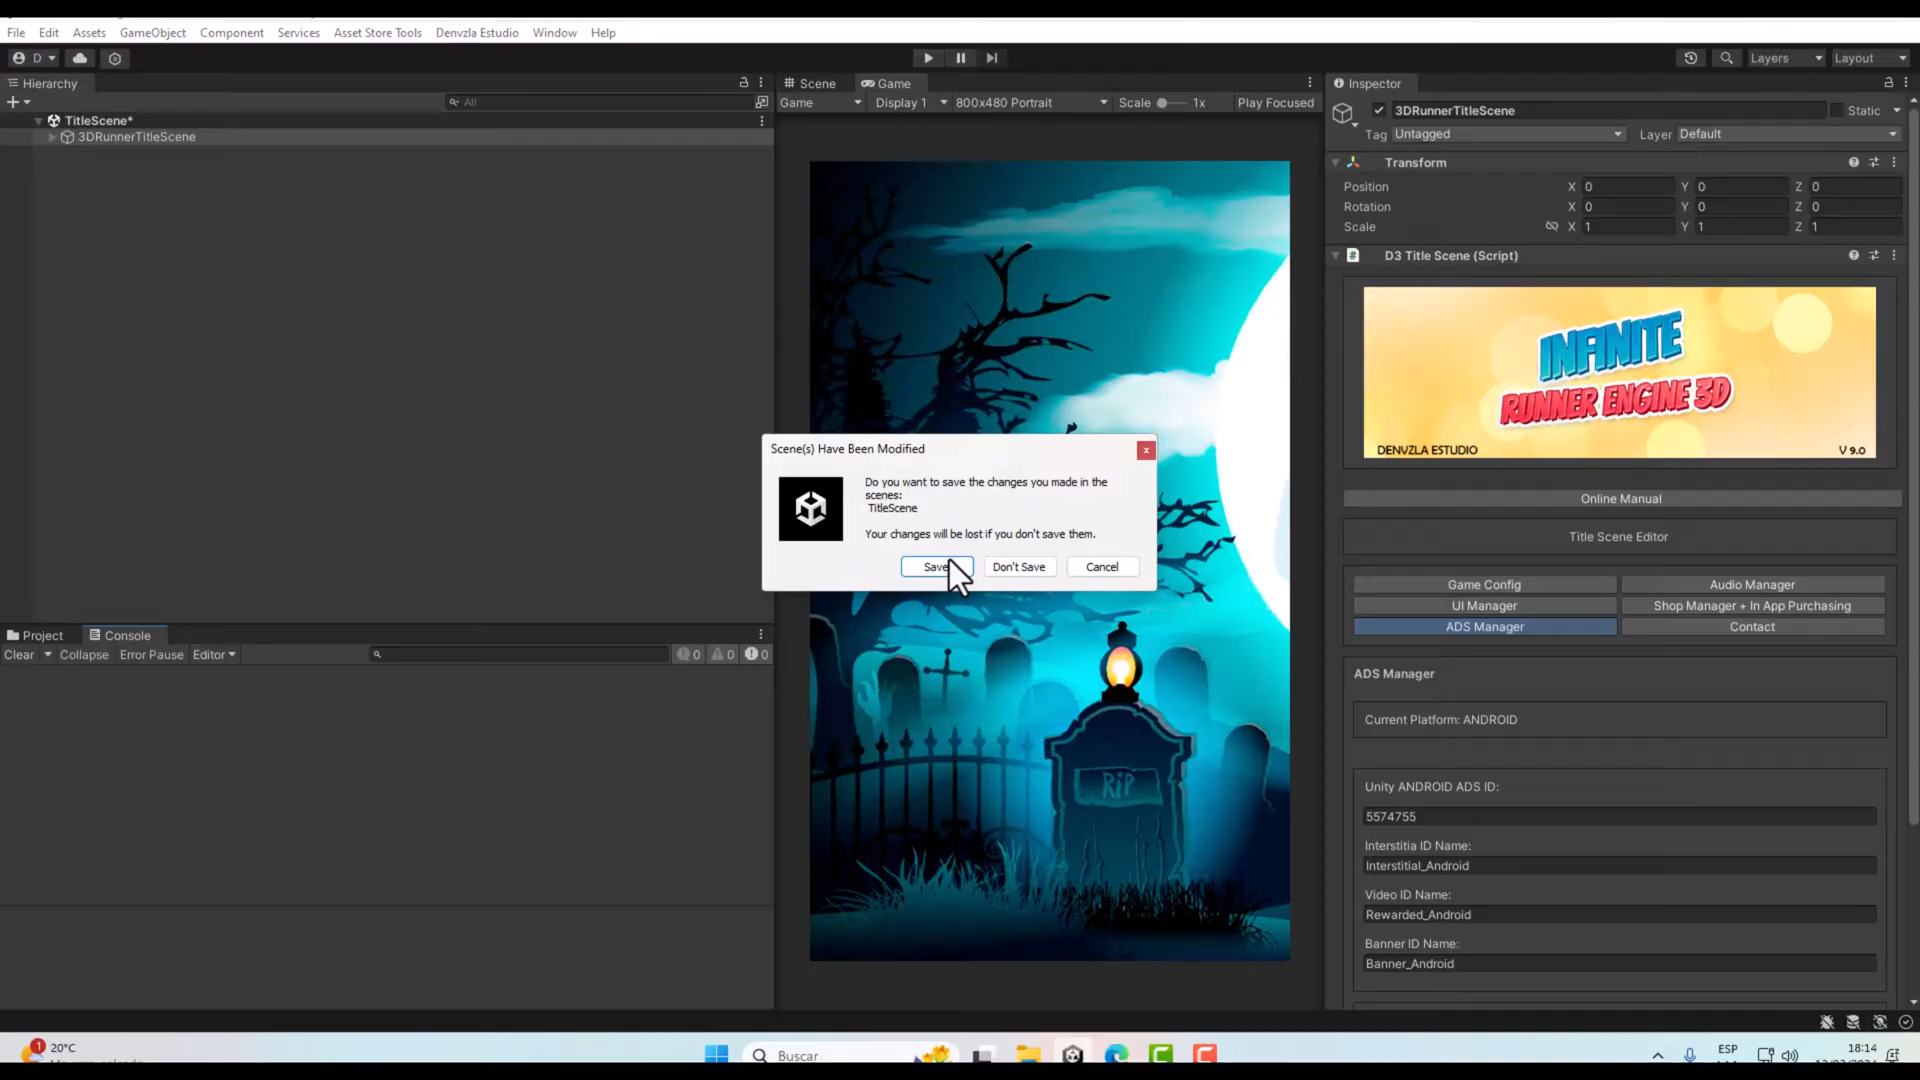 File Edit Assets GameObject Component Services Asset Store Tools Denvzla Estudio Window Help
D Layers Layout
Hierarchy
All
TitleScene*
3DRunnerTitleScene
Scene Game
Game Display 1 800x480 Portrait Scale 1x Play Focused
Scene(s) Have Been Modified
Do you want to save the changes you made in the
scenes:
TitleScene
Your changes will be lost if you don't save them.
Save Don't Save Cancel
RIP
Project Console
Clear Collapse Error Pause Editor 0 0 0
Inspector
3DRunnerTitleScene Static
Tag Untagged Layer Default
Transform
Position X 0 Y 0 Z 0
Rotation X 0 Y 0 Z 0
Scale X 1 Y 1 Z 1
# D3 Title Scene (Script)
INFINITE
RUNNER ENGINE 3D
DENVZLA ESTUDIO V 9.0
Online Manual
Title Scene Editor
Game Config Audio Manager
UI Manager Shop Manager + In App Purchasing
ADS Manager Contact
ADS Manager
Current Platform: ANDROID
Unity ANDROID ADS ID:
5574755
Interstitia ID Name:
Interstitial_Android
Video ID Name:
Rewarded_Android
Banner ID Name:
Banner_Android
1 20°C
Buscar
ESP 18:14